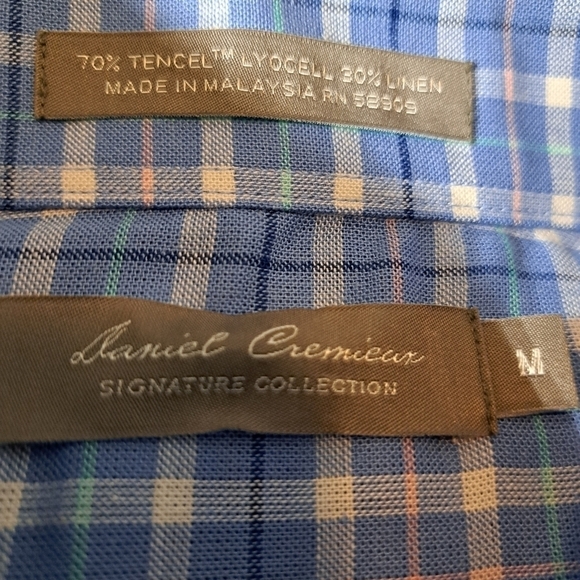 70% TENCEL™ LYOCELL 30% LINEN
MADE IN MALAYSIA RN 58909
Daniel Cremieux
SIGNATURE COLLECTION
M